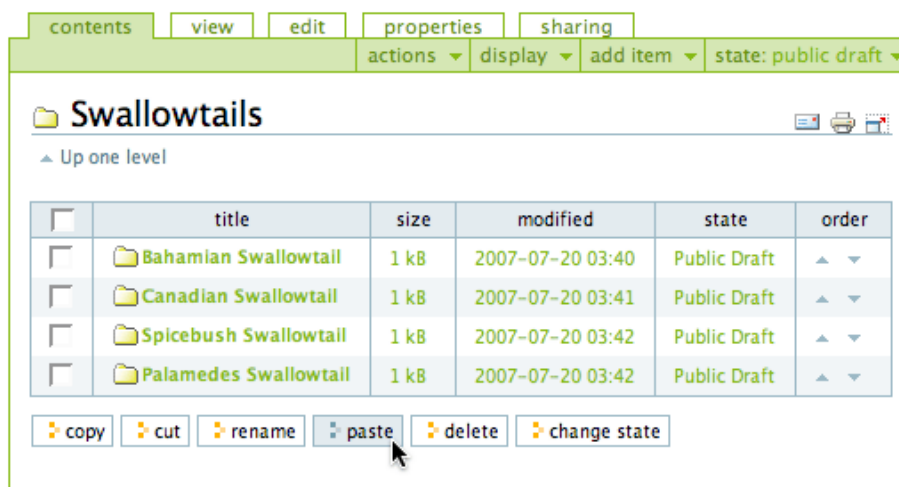 contents view edit properties sharing
actions display add item state: public draft
Swallowtails
Up one level
title size modified state order
Bahamian Swallowtail 1 kB 2007-07-20 03:40 Public Draft
Canadian Swallowtail 1 kB 2007-07-20 03:41 Public Draft
Spicebush Swallowtail 1 kB 2007-07-20 03:42 Public Draft
Palamedes Swallowtail 1 kB 2007-07-20 03:42 Public Draft
copy cut rename paste delete change state